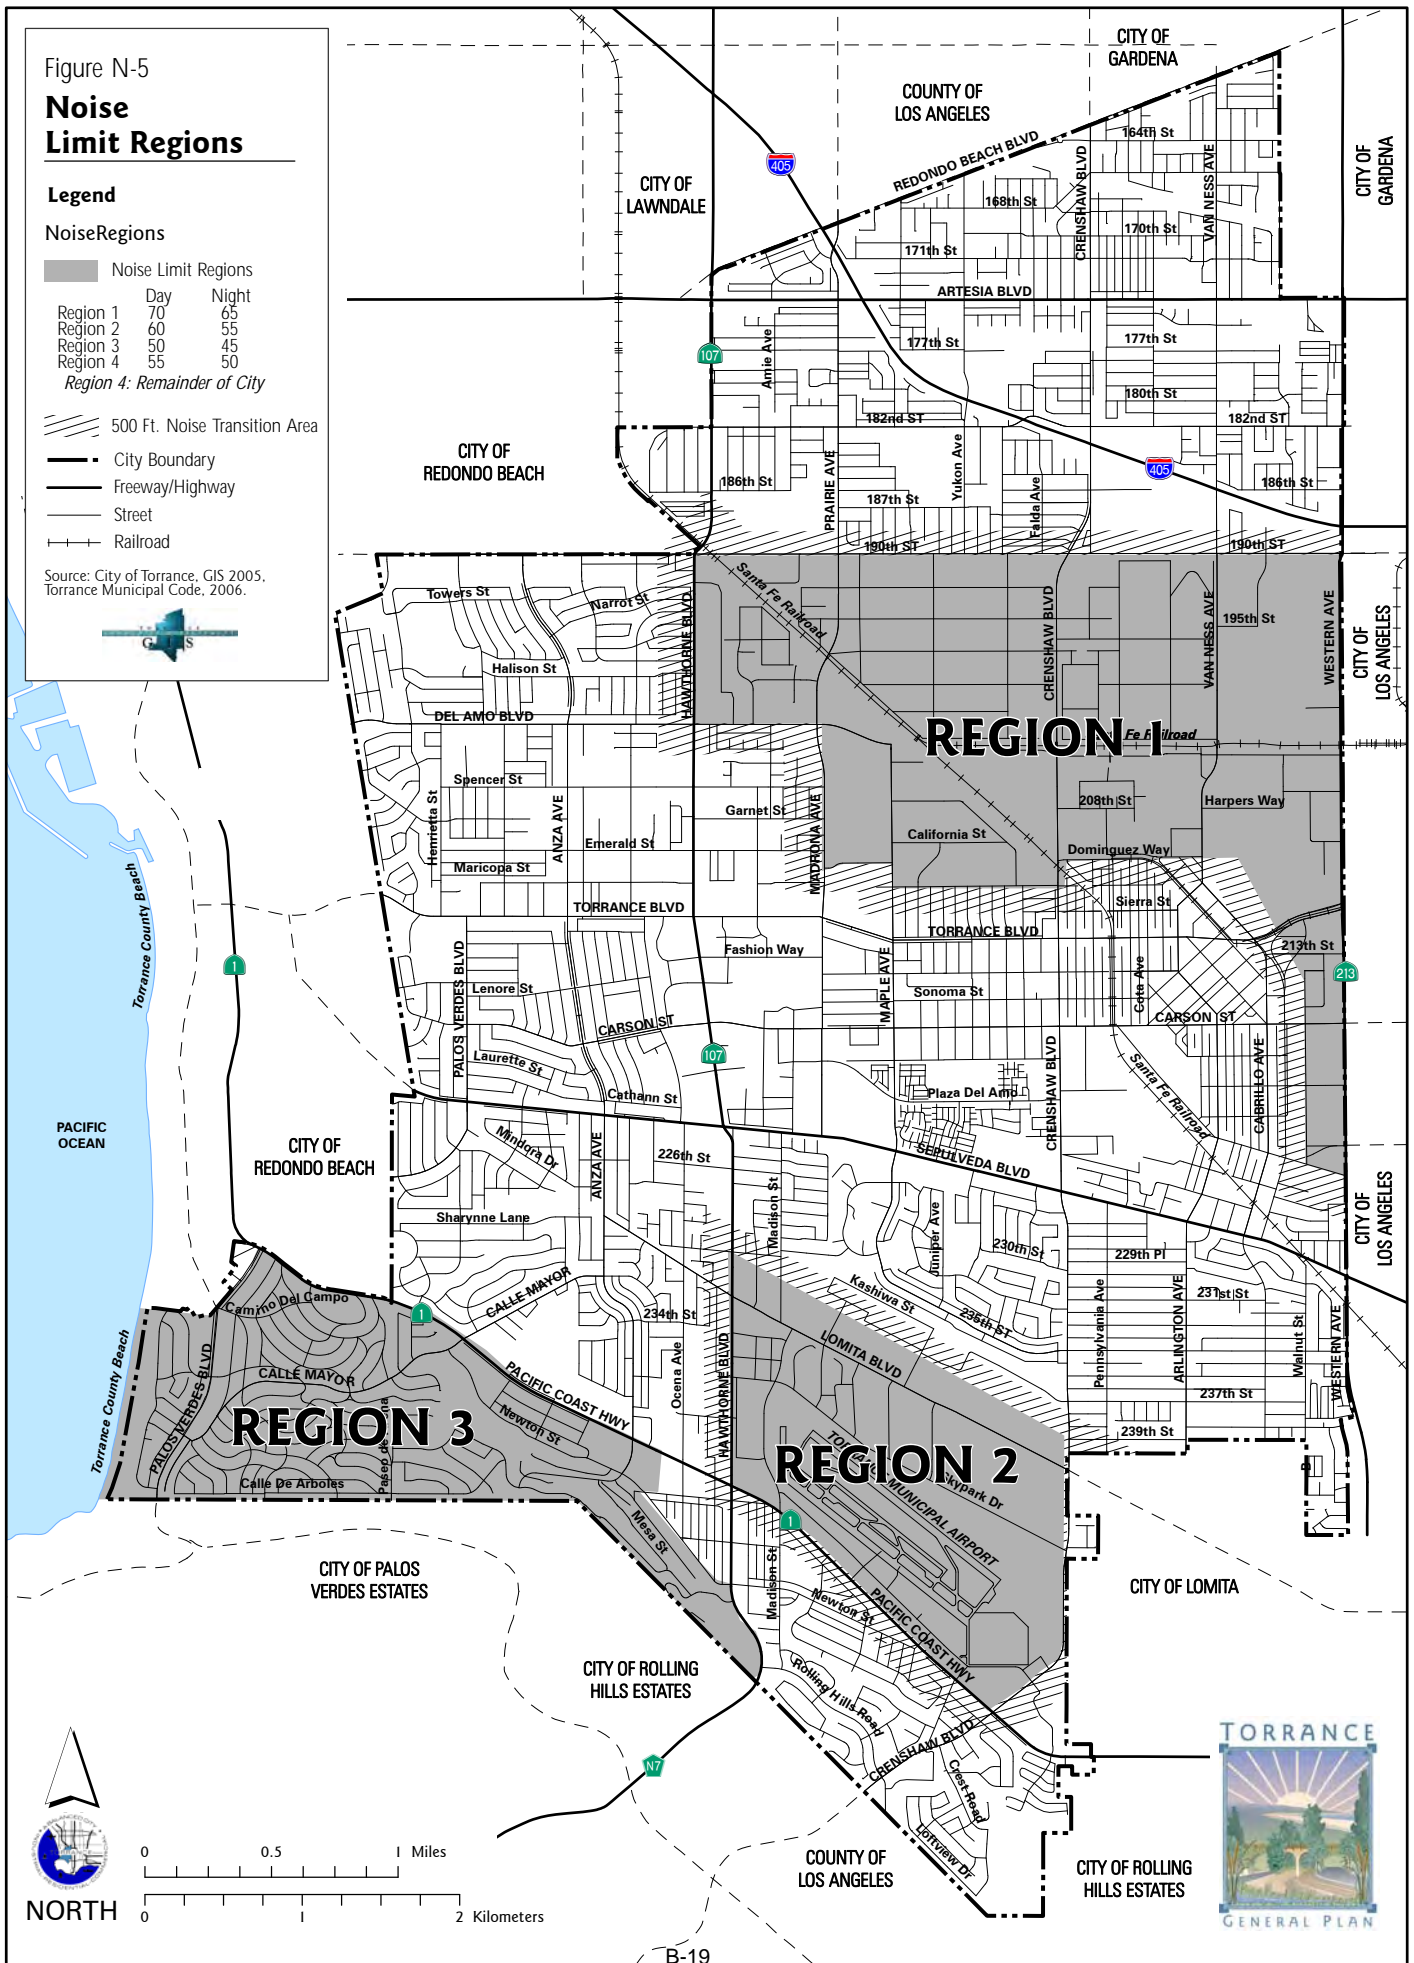 Figure N-5
Noise
Limit Regions
Legend
NoiseRegions
Noise Limit Regions
Day Night
Region 1 70 65
Region 2 60 55
Region 3 50 45
Region 4 55 50
Region 4: Remainder of City
500 Ft. Noise Transition Area
City Boundary
Freeway/Highway
Street
Railroad
Source: City of Torrance, GIS 2005,
Torrance Municipal Code, 2006.
G I S
CITY OF
GARDENA
COUNTY OF
LOS ANGELES
CITY OF
LAWNDALE
CITY OF
GARDENA
405
REDONDO BEACH BLVD
164th St
168th St
170th St
171th St
CRENSHAW BLVD
VAN NESS AVE
ARTESIA BLVD
107
Amie Ave
177th St
177th St
180th St
182nd ST
182nd ST
CITY OF
REDONDO BEACH
186th St
PRAIRIE AVE
187th St
Yukon Ave
Falda Ave
405
186th St
190th ST
190th ST
Towers St
Narrot St
Halison St
HAWTHORNE BLVD
Santa Fe Railroad
CRENSHAW BLVD
VAN NESS AVE
195th St
WESTERN AVE
CITY OF
LOS ANGELES
DEL AMO BLVD
REGION 1
Fe Railroad
Spencer St
Henrietta St
ANZA AVE
Garnet St
Emerald St
MADRONA AVE
208th St
Harpers Way
California St
Dominguez Way
Maricopa St
Sierra St
TORRANCE BLVD
TORRANCE BLVD
Fashion Way
213th St
213
PALOS VERDES BLVD
Lenore St
MAPLE AVE
Sonoma St
Cota Ave
CARSON ST
CARSON ST
Laurette St
107
Cathann St
Plaza Del Amo
CRENSHAW BLVD
Santa Fe Railroad
CABRILLO AVE
Torrance County Beach
1
PACIFIC
OCEAN
CITY OF
REDONDO BEACH
Mindora Dr
ANZA AVE
226th St
SEPULVEDA BLVD
CITY OF
LOS ANGELES
Sharynne Lane
Madison St
Juniper Ave
230th St
229th Pl
CALLE MAYOR
Kashiwa St
235th ST
234th St
Pennsylvania Ave
ARLINGTON AVE
231st St
Walnut St
WESTERN AVE
Camino Del Campo
1
LOMITA BLVD
HAWTHORNE BLVD
Ocena Ave
Torrance County Beach
PALOS VERDES BLVD
CALLE MAYOR
PACIFIC COAST HWY
237th St
239th St
REGION 3
Newton St
Calle De Arboles
REGION 2
TORRANCE MUNICIPAL AIRPORT
Skypark Dr
1
Mesa St
Madison St
Newton St
PACIFIC COAST HWY
CITY OF PALOS
VERDES ESTATES
CITY OF LOMITA
CITY OF ROLLING
HILLS ESTATES
Rolling Hills Road
CRENSHAW BLVD
Crest Road
Loftview Dr
N7
COUNTY OF
LOS ANGELES
CITY OF ROLLING
HILLS ESTATES
NORTH
0 0.5 1 Miles
0 1 2 Kilometers
TORRANCE
GENERAL PLAN
B-19